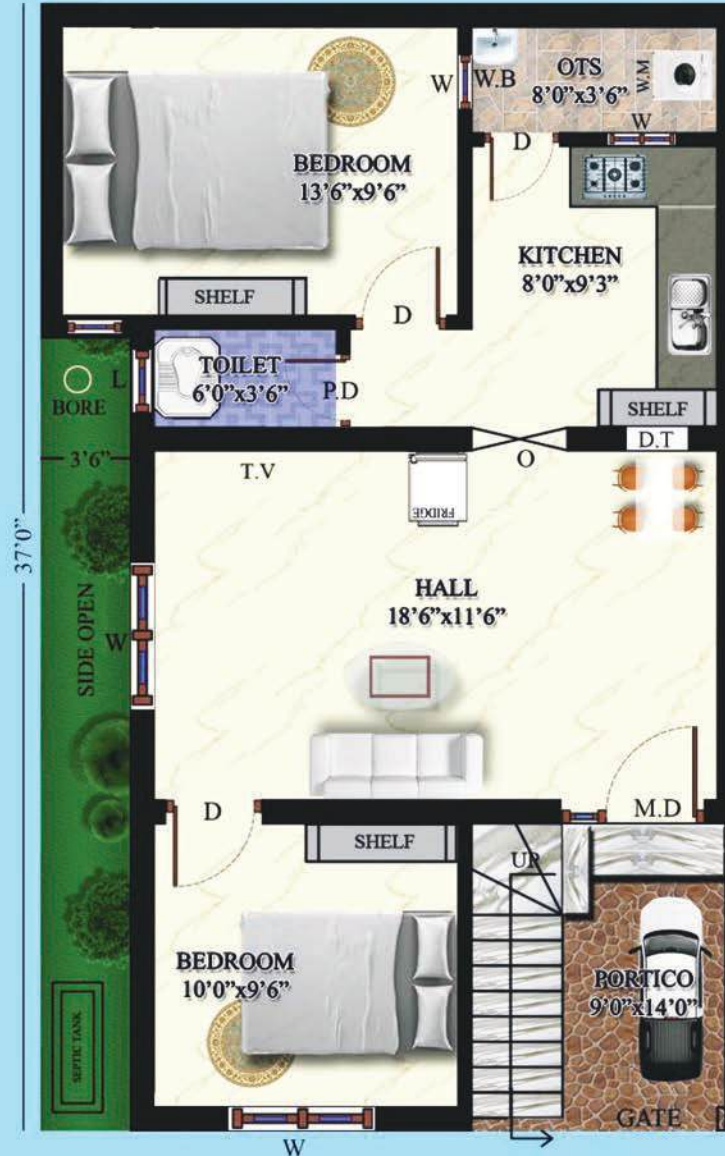 W
W.B
OTS
8'0"x3'6"
W.M
W
D
BEDROOM
13'6"x9'6"
KITCHEN
8'0"x9'3"
SHELF
D
TOILET
6'0"x3'6"
P.D
L
BORE
SHELF
D.T
3'6"
T.V
O
FRIDGE
37'0"
HALL
18'6"x11'6"
SIDE OPEN
W
D
M.D
SHELF
UP
BEDROOM
10'0"x9'6"
PORTICO
9'0"x14'0"
SEPTIC TANK
GATE
W